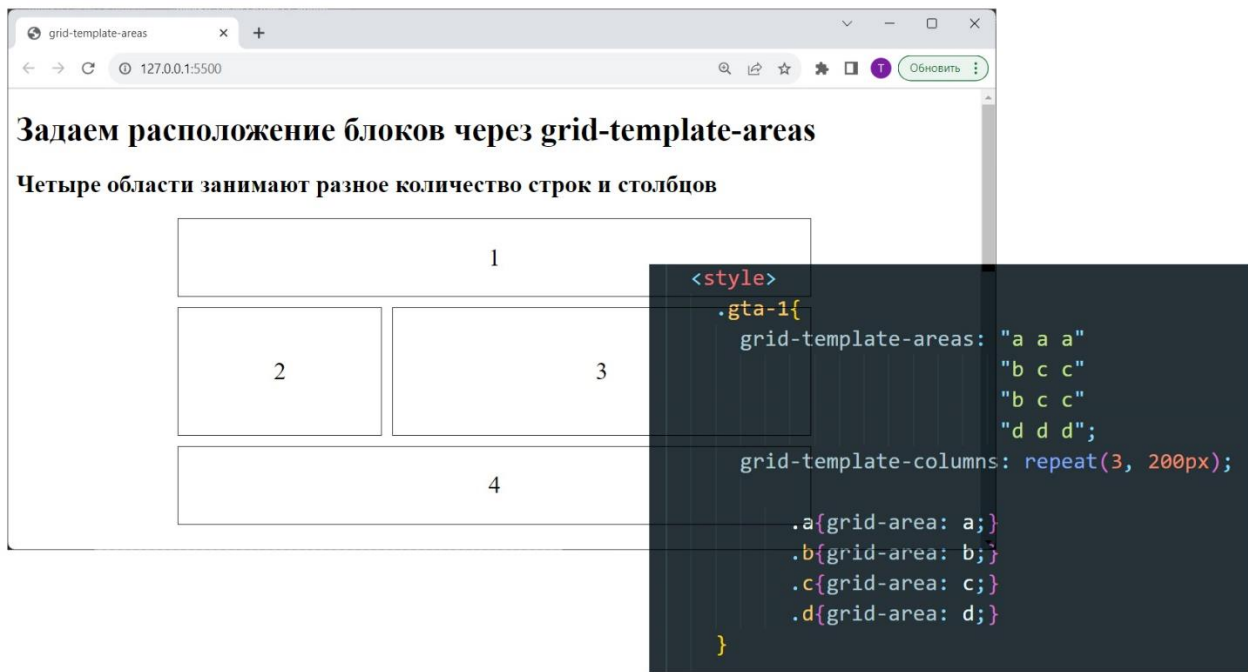 grid-template-areas
127.0.0.1:5500
T
Обновить
Задаем расположение блоков через grid-template-areas
Четыре области занимают разное количество строк и столбцов
1
2
3
4
<style>
.gta-1{
grid-template-areas: "a a a"
"b c c"
"b c c"
"d d d";
grid-template-columns: repeat(3, 200px);
.a{grid-area: a;}
.b{grid-area: b;}
.c{grid-area: c;}
.d{grid-area: d;}
}